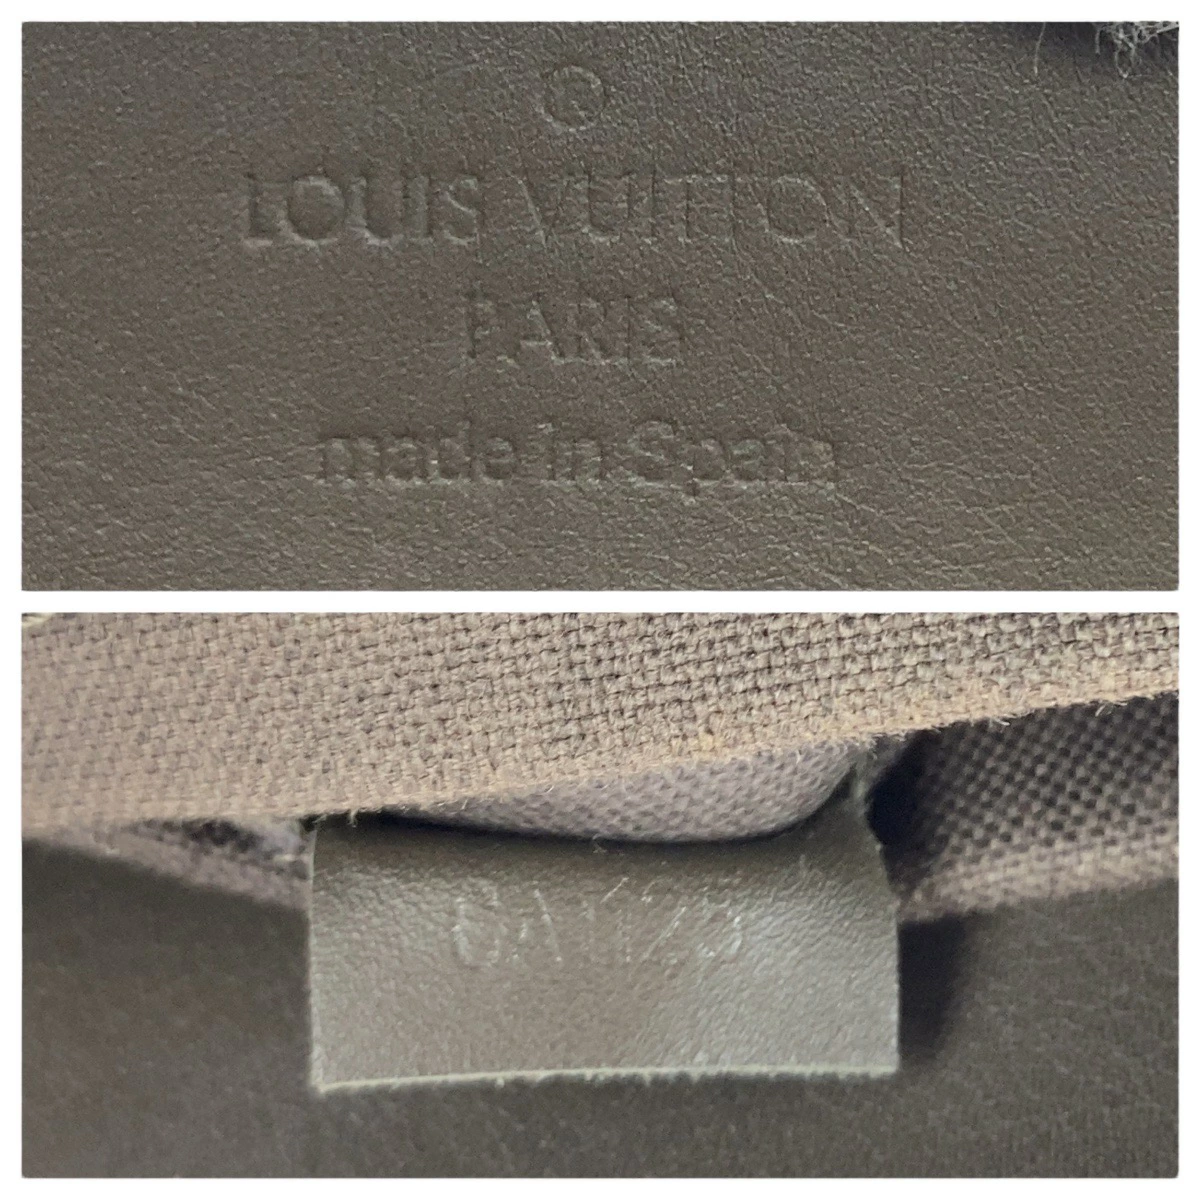 ®
LOUIS VUITTON
PARIS
made in Spain